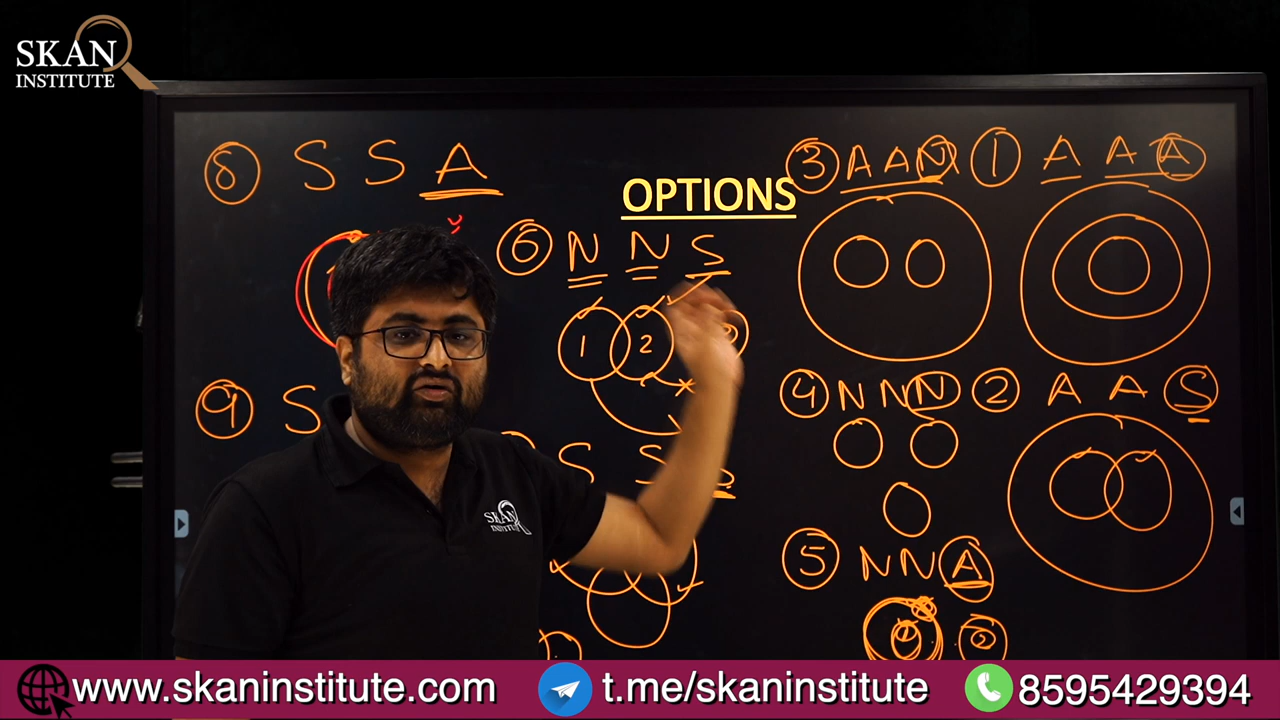 SKAN
INSTITUTE
OPTIONS
8 S S A
6 N N S
1 2
9 S
S S S
3 A A N
1 A A A
4 N N N
2 A A S
5 N N A
SKAN
INSTITUTE
www.skaninstitute.com
t.me/skaninstitute
8595429394